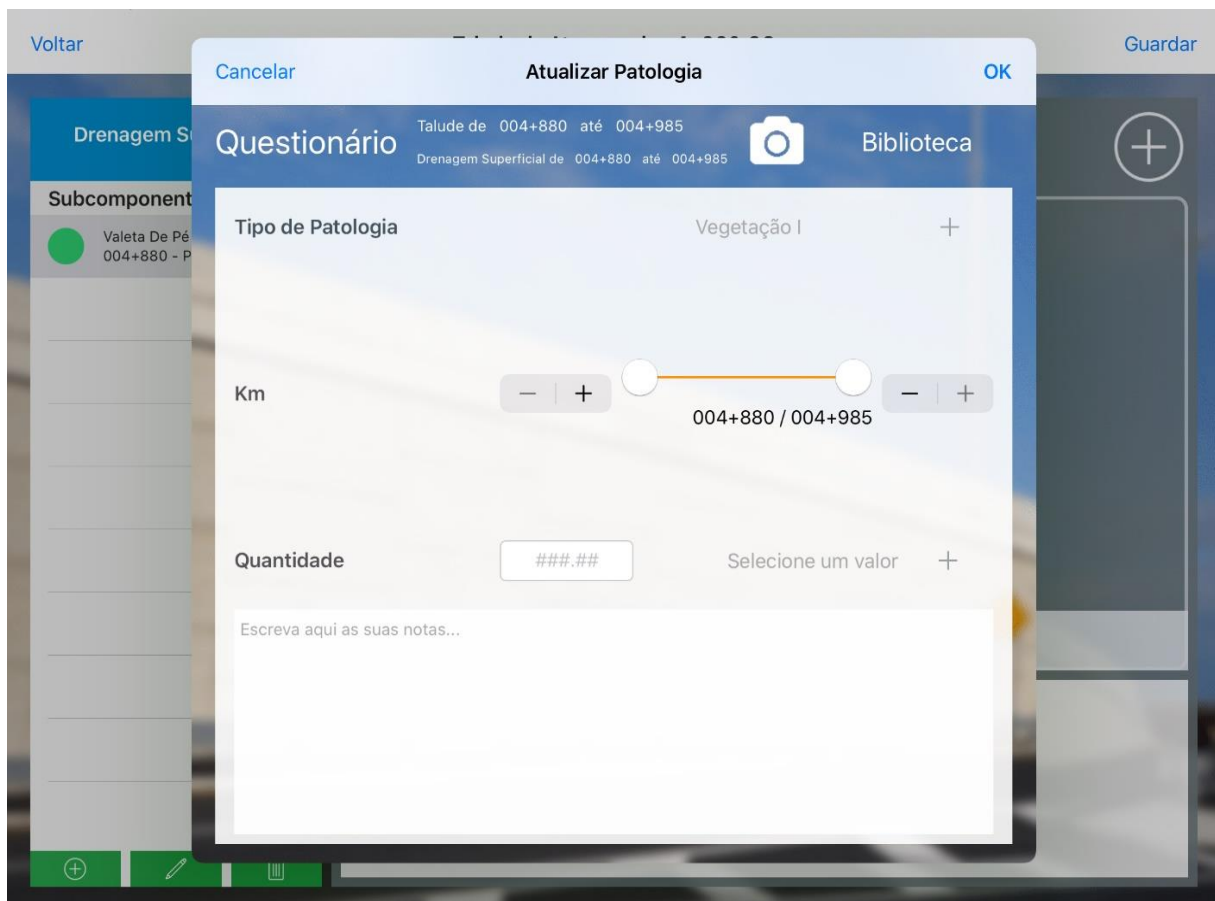 Voltar
Guardar
Cancelar
Atualizar Patologia
OK
Drenagem
Questionário
Talude de 004+880 até 004+985
Drenagem Superficial de 004+880 até 004+985
Biblioteca
Subcomponent
Valeta De Pé
004+880 - P
Tipo de Patologia
Vegetação I
+
Km
− +
004+880 / 004+985
− +
Quantidade
###.##
Selecione um valor
+
Escreva aqui as suas notas...